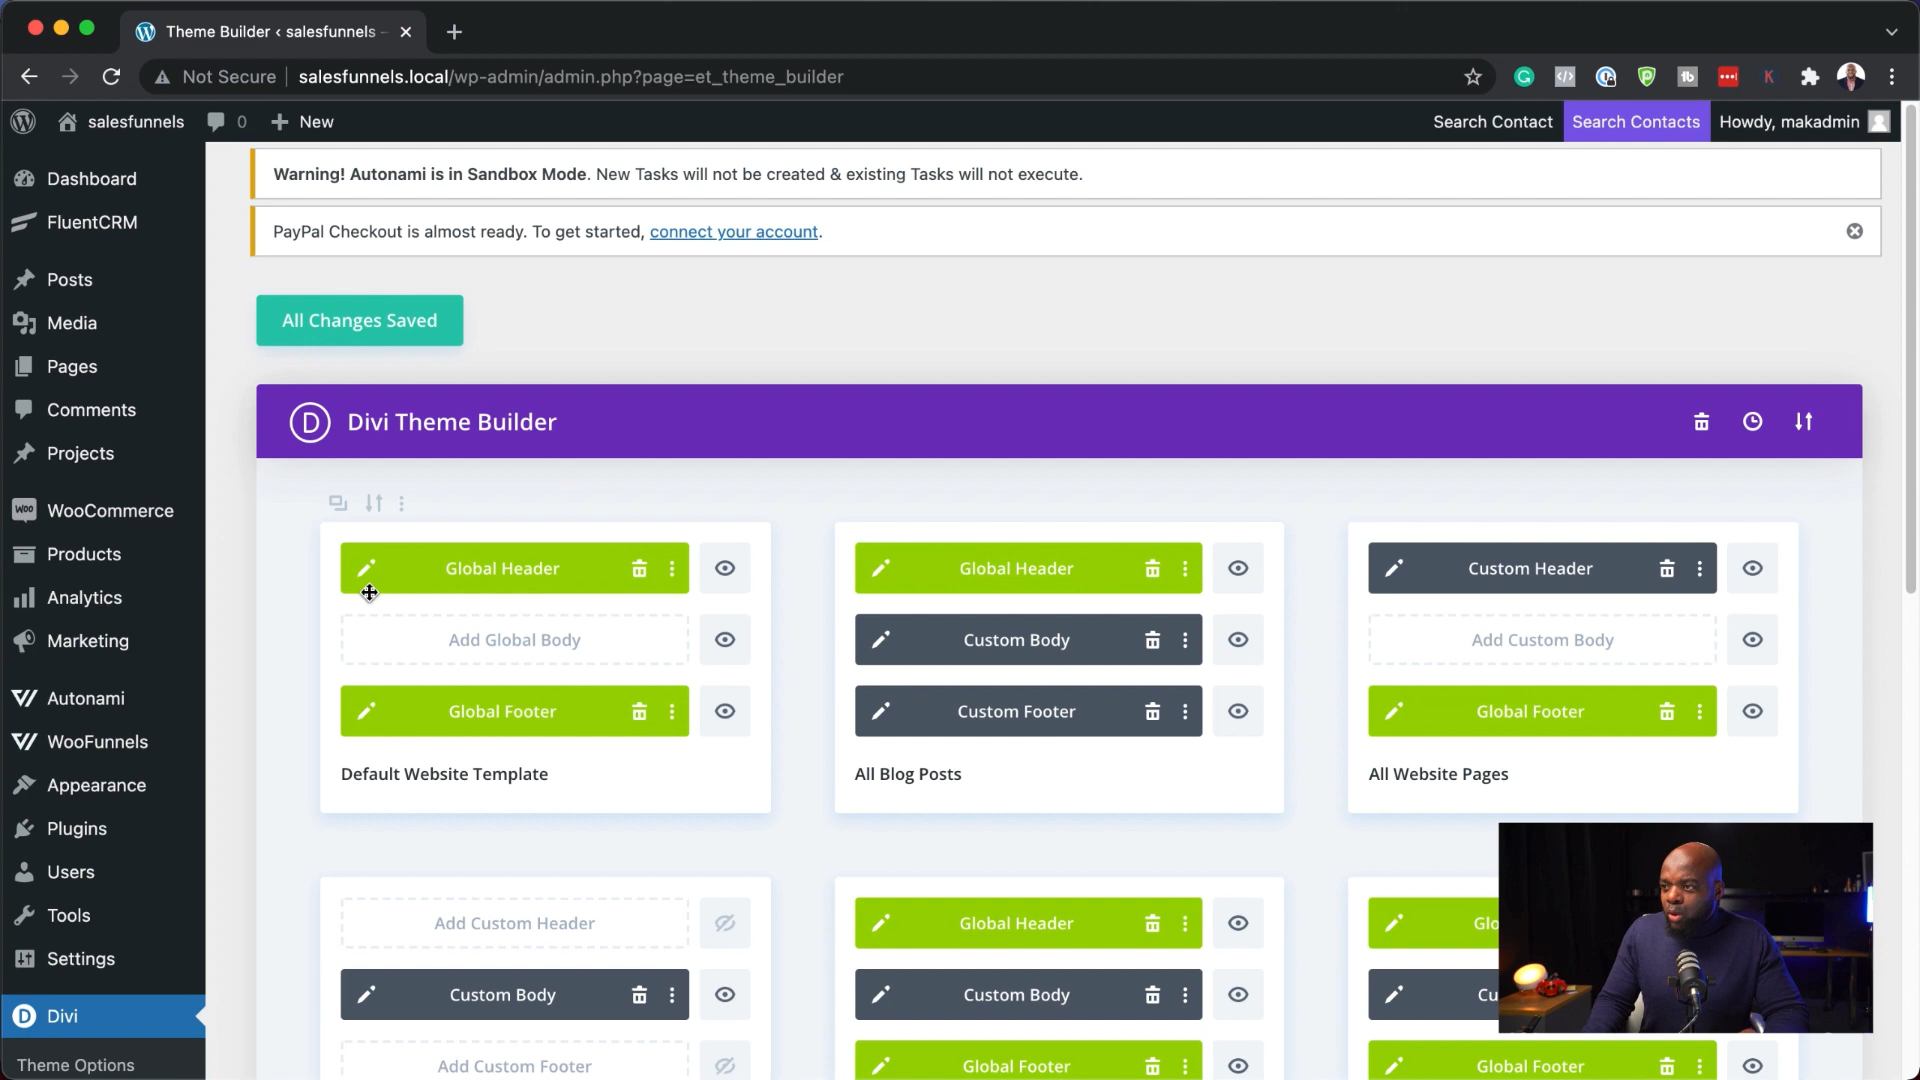 Theme Builder ‹ salesfunnels –
Not Secure
salesfunnels.local/wp-admin/admin.php?page=et_theme_builder
salesfunnels
0
New
Search Contact
Search Contacts
Howdy, makadmin
Dashboard
FluentCRM
Posts
Media
Pages
Comments
Projects
WooCommerce
Products
Analytics
Marketing
Autonami
WooFunnels
Appearance
Plugins
Users
Tools
Settings
Divi
Theme Options
Warning! Autonami is in Sandbox Mode. New Tasks will not be created & existing Tasks will not execute.
PayPal Checkout is almost ready. To get started, connect your account.
All Changes Saved
D
Divi Theme Builder
Global Header
Add Global Body
Global Footer
Default Website Template
Global Header
Custom Body
Custom Footer
All Blog Posts
Custom Header
Add Custom Body
Global Footer
All Website Pages
Add Custom Header
Custom Body
Add Custom Footer
Global Header
Custom Body
Global Footer
Glo
Cu
Global Footer